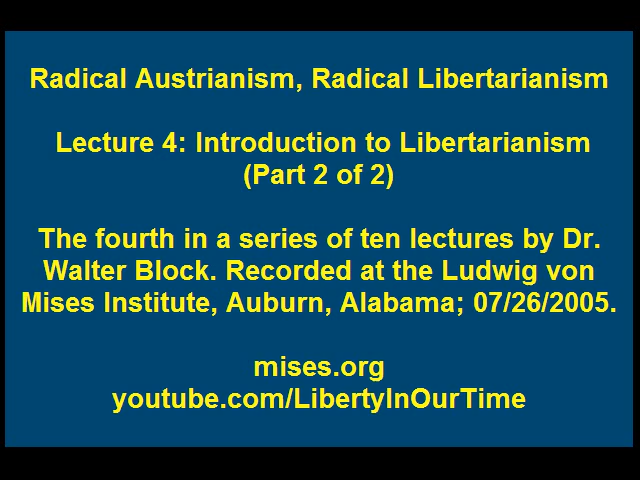 Radical Austrianism, Radical Libertarianism
Lecture 4: Introduction to Libertarianism
(Part 2 of 2)
The fourth in a series of ten lectures by Dr.
Walter Block. Recorded at the Ludwig von
Mises Institute, Auburn, Alabama; 07/26/2005.
mises.org
youtube.com/LibertyInOurTime